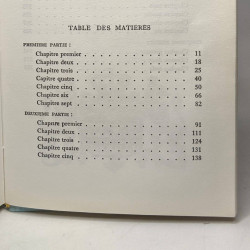 TABLE DES MATIERES
PREMIÈRE PARTIE :
Chapitre premier . . . . . . . . . 11
Chapitre deux . . . . . . . . . 18
Chapitre trois . . . . . . . . . 25
Capitre quatre . . . . . . . . . 40
Chapitre cinq . . . . . . . . . 50
Chapitre six . . . . . . . . . 66
Chapitre sept . . . . . . . . . 82
DEUXIÈME PARTIE :
Chapitre premier . . . . . . . . . 91
Chapitre deux . . . . . . . . . 111
Chapitre trois . . . . . . . . . 124
Chapitre quatre . . . . . . . . . 131
Chapitre cinq . . . . . . . . . 138